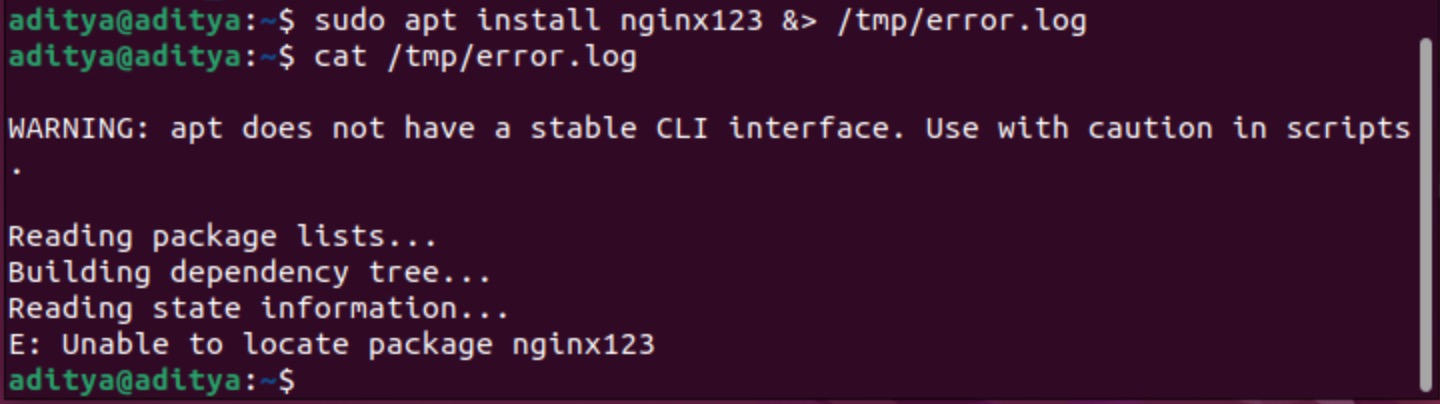 aditya@aditya:~$ sudo apt install nginx123 &> /tmp/error.log
aditya@aditya:~$ cat /tmp/error.log
WARNING: apt does not have a stable CLI interface. Use with caution in scripts
.
Reading package lists...
Building dependency tree...
Reading state information...
E: Unable to locate package nginx123
aditya@aditya:~$